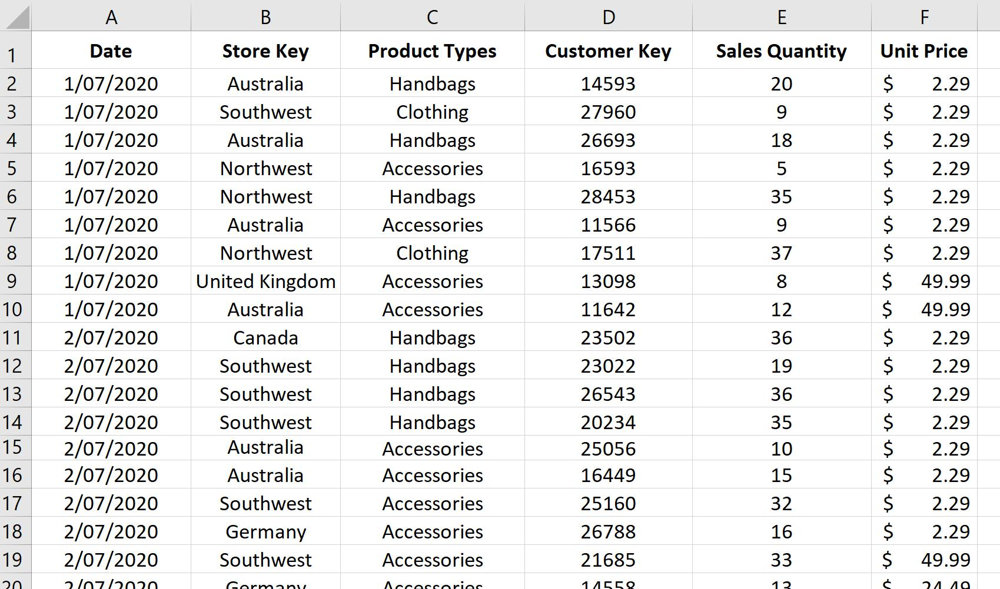 A B C D E F
1 Date Store Key Product Types Customer Key Sales Quantity Unit Price
2 1/07/2020 Australia Handbags 14593 20 $ 2.29
3 1/07/2020 Southwest Clothing 27960 9 $ 2.29
4 1/07/2020 Australia Handbags 26693 18 $ 2.29
5 1/07/2020 Northwest Accessories 16593 5 $ 2.29
6 1/07/2020 Northwest Handbags 28453 35 $ 2.29
7 1/07/2020 Australia Accessories 11566 9 $ 2.29
8 1/07/2020 Northwest Clothing 17511 37 $ 2.29
9 1/07/2020 United Kingdom Accessories 13098 8 $ 49.99
10 1/07/2020 Australia Accessories 11642 12 $ 49.99
11 2/07/2020 Canada Handbags 23502 36 $ 2.29
12 2/07/2020 Southwest Handbags 23022 19 $ 2.29
13 2/07/2020 Southwest Handbags 26543 36 $ 2.29
14 2/07/2020 Southwest Handbags 20234 35 $ 2.29
15 2/07/2020 Australia Accessories 25056 10 $ 2.29
16 2/07/2020 Australia Accessories 16449 15 $ 2.29
17 2/07/2020 Southwest Accessories 25160 32 $ 2.29
18 2/07/2020 Germany Accessories 26788 16 $ 2.29
19 2/07/2020 Southwest Accessories 21685 33 $ 49.99
20 2/07/2020 Germany Accessories 14558 13 $ 24.49